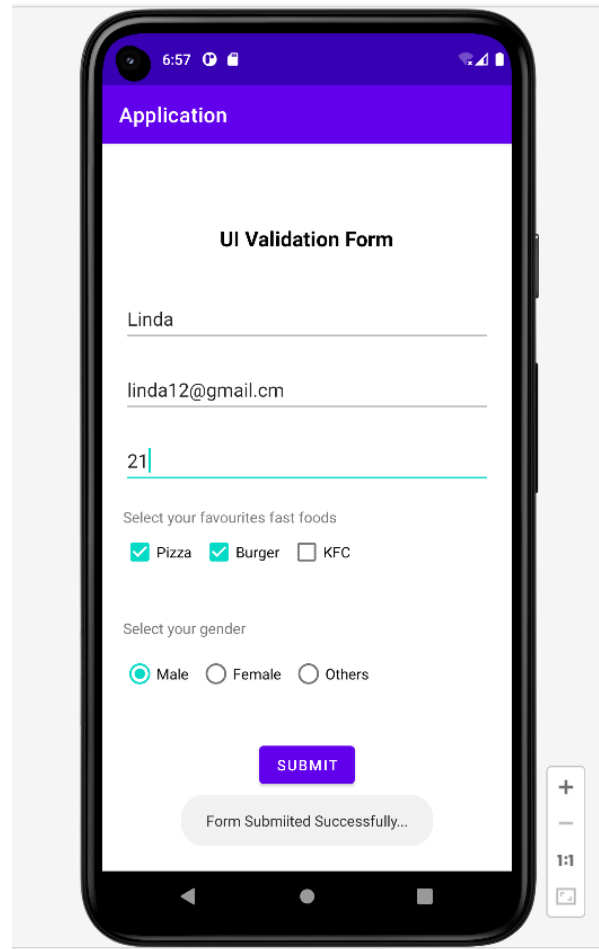 6:57
Application
UI Validation Form
Linda
linda12@gmail.cm
21
Select your favourites fast foods
Pizza Burger KFC
Select your gender
Male Female Others
SUBMIT
Form Submiited Successfully...
1:1